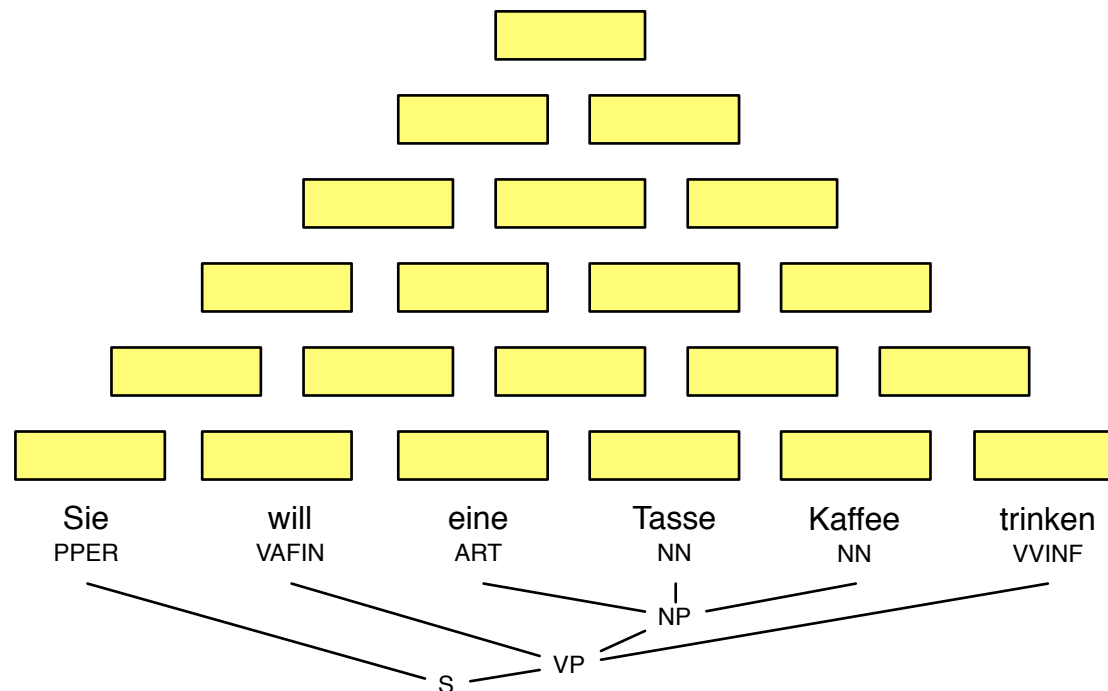 Sie will eine Tasse Kaffee trinken
PPER VAFIN ART NN NN VVINF
NP
VP
S